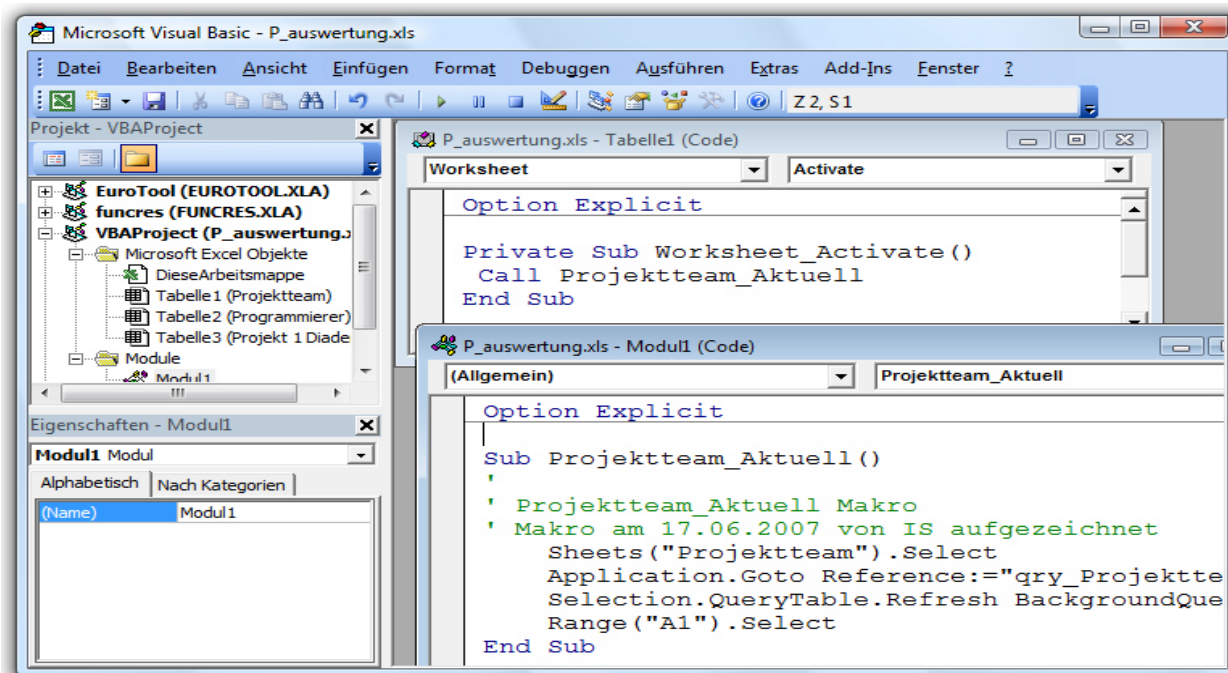 Microsoft Visual Basic - P_auswertung.xls
Datei Bearbeiten Ansicht Einfügen Format Debuggen Ausführen Extras Add-Ins Fenster ?
Z 2, S 1
Projekt - VBAProject
EuroTool (EUROTOOL.XLA)
funcres (FUNCRES.XLA)
VBAProject (P_auswertung.
Microsoft Excel Objekte
DieseArbeitsmappe
Tabelle1 (Projektteam)
Tabelle2 (Programmierer)
Tabelle3 (Projekt 1 Diade
Module
Modul1
Eigenschaften - Modul1
Modul1 Modul
Alphabetisch Nach Kategorien
(Name) Modul1
P_auswertung.xls - Tabelle1 (Code)
Worksheet Activate
Option Explicit
Private Sub Worksheet_Activate()
Call Projektteam_Aktuell
End Sub
P_auswertung.xls - Modul1 (Code)
(Allgemein) Projektteam_Aktuell
Option Explicit
Sub Projektteam_Aktuell()
'
' Projektteam_Aktuell Makro
' Makro am 17.06.2007 von IS aufgezeichnet
Sheets("Projektteam").Select
Application.Goto Reference:="qry_Projektte
Selection.QueryTable.Refresh BackgroundQue
Range("A1").Select
End Sub